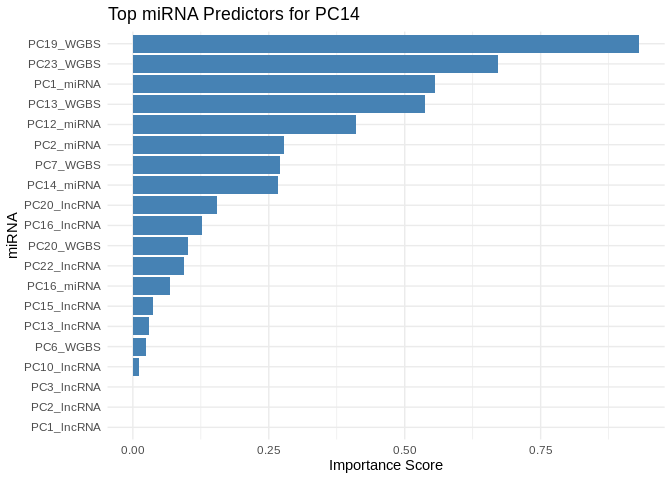 Top miRNA Predictors for PC14
miRNA
PC19_WGBS
PC23_WGBS
PC1_miRNA
PC13_WGBS
PC12_miRNA
PC2_miRNA
PC7_WGBS
PC14_miRNA
PC20_lncRNA
PC16_lncRNA
PC20_WGBS
PC22_lncRNA
PC16_miRNA
PC15_lncRNA
PC13_lncRNA
PC6_WGBS
PC10_lncRNA
PC3_lncRNA
PC2_lncRNA
PC1_lncRNA
0.00 0.25 0.50 0.75
Importance Score